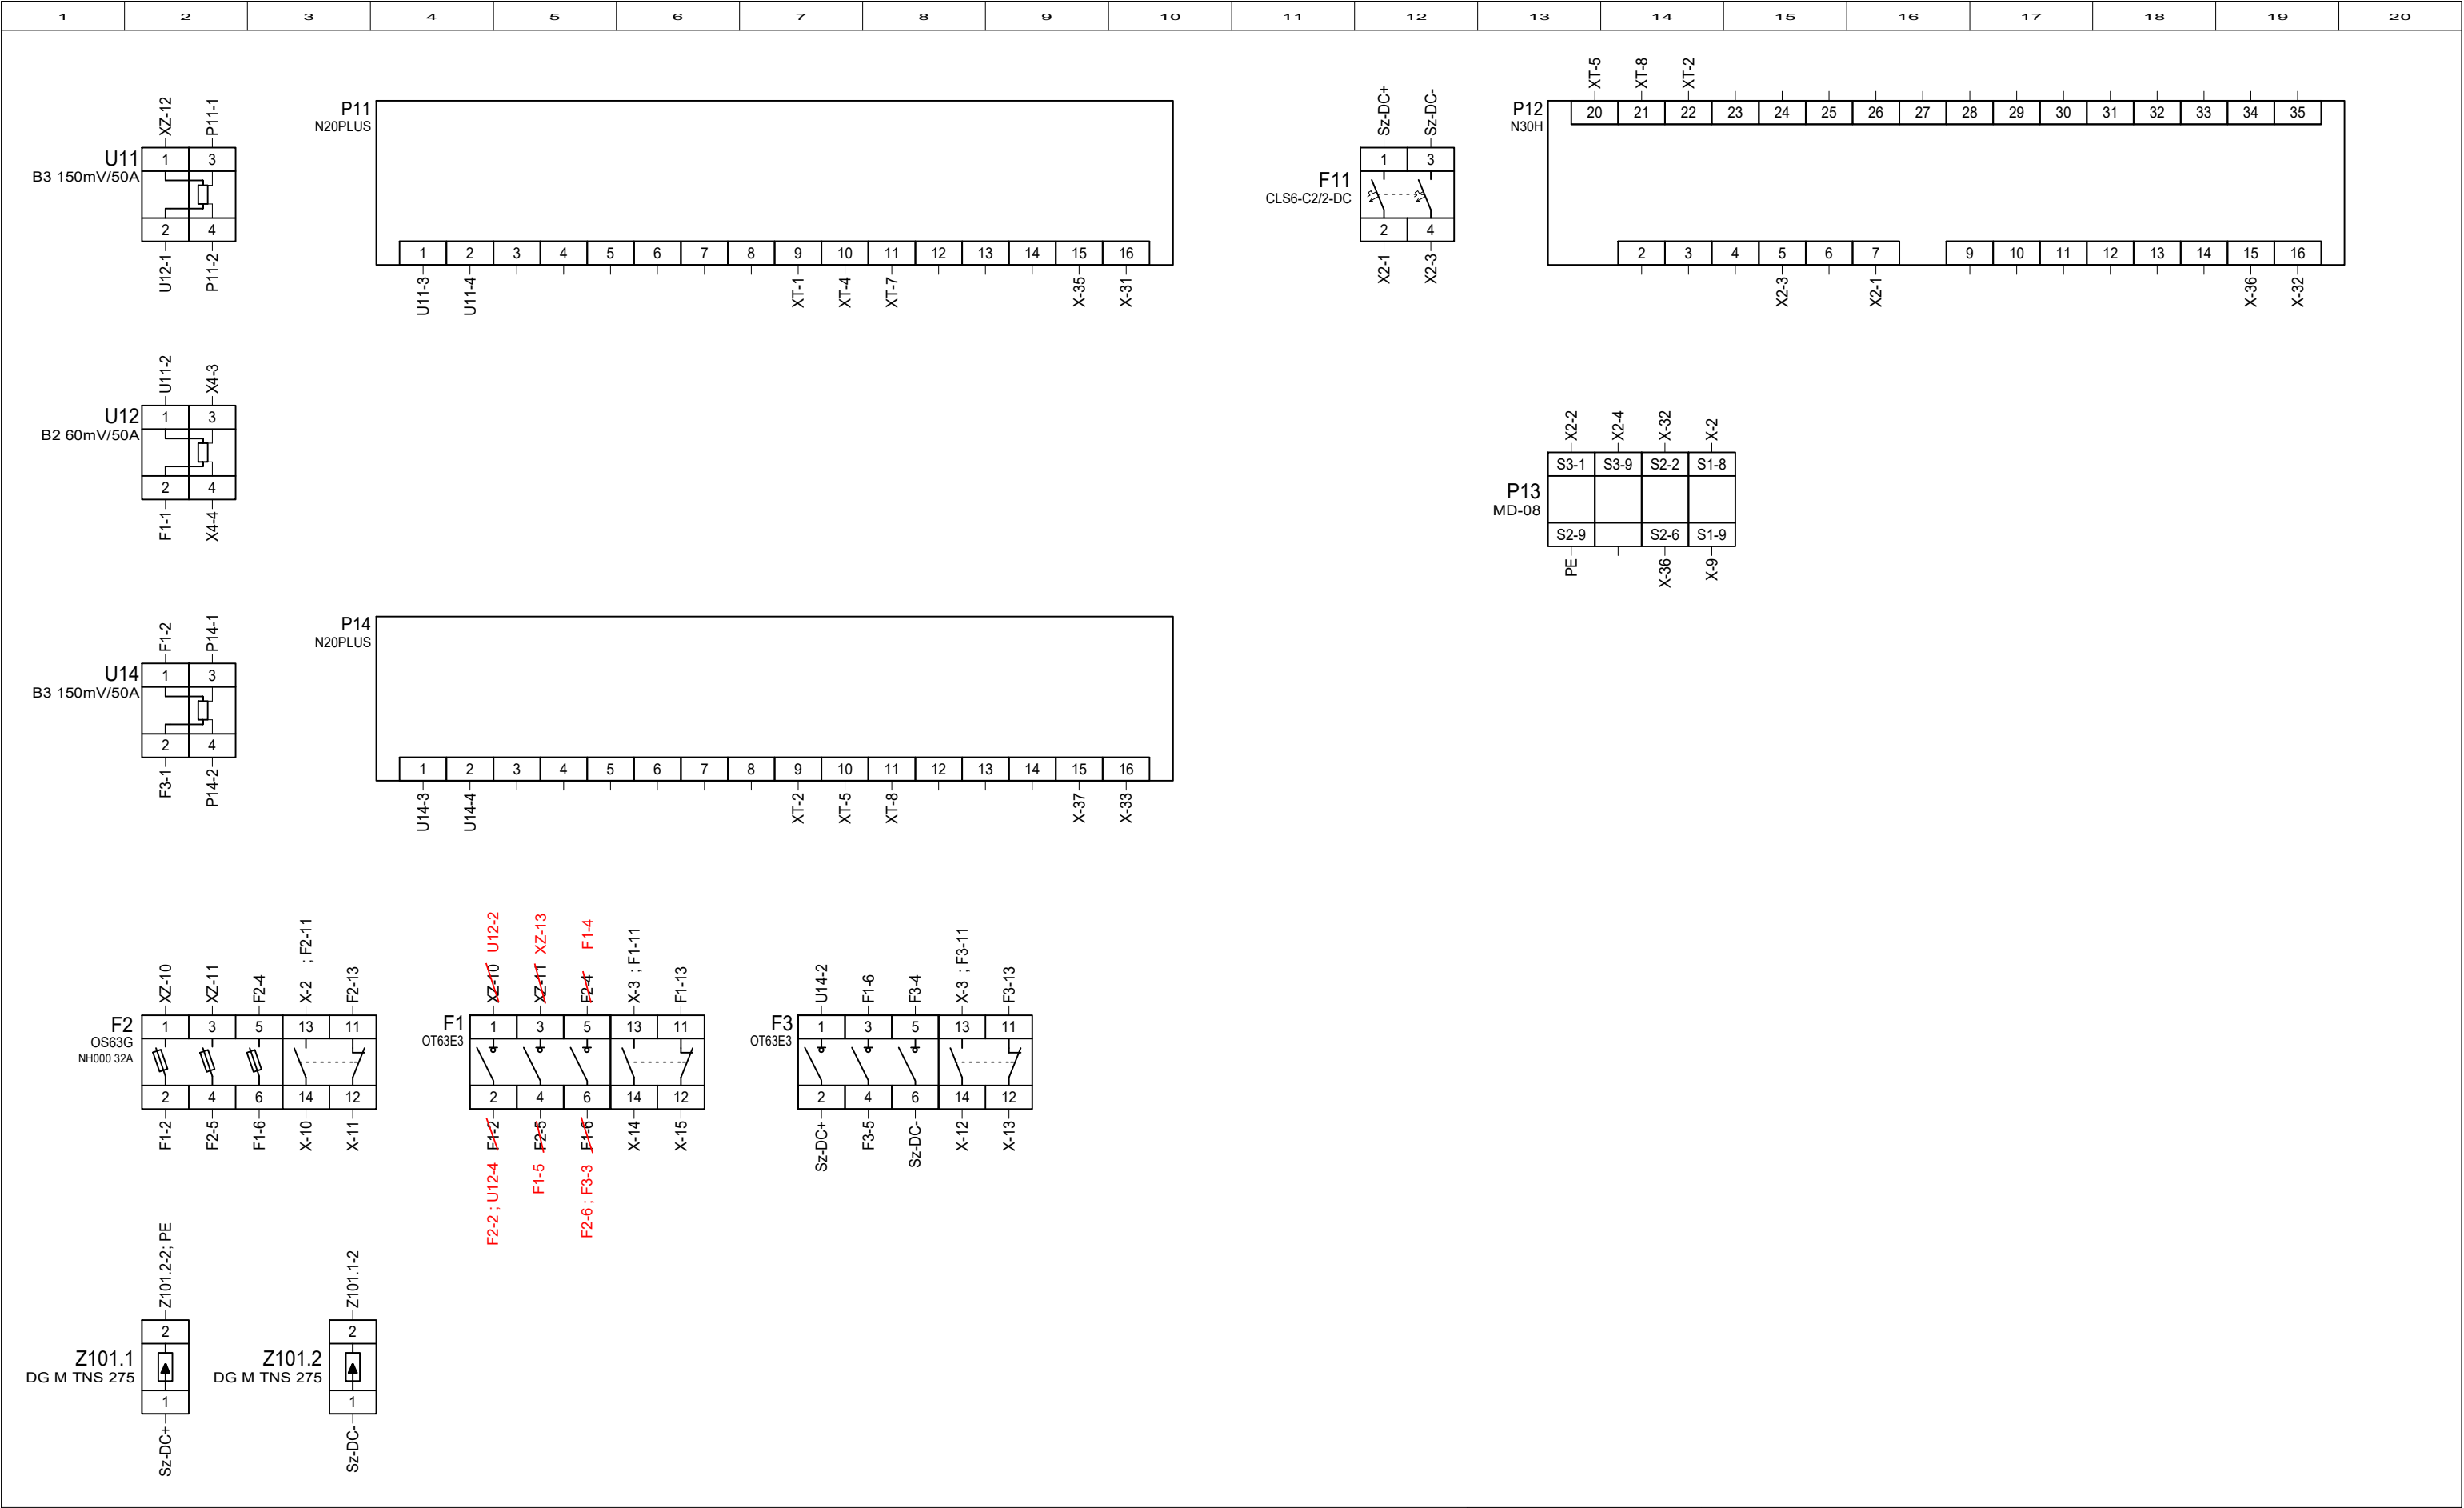 1 2 3 4 5 6 7 8 9 10 11 12 13 14 15 16 17 18 19 20
XZ-12 P11-1
U11
B3 150mV/50A
1 3
2 4
U12-1 P11-2
P11
N20PLUS
1 2 3 4 5 6 7 8 9 10 11 12 13 14 15 16
U11-3 U11-4 XT-1 XT-4 XT-7 X-35 X-31
Sz-DC+ Sz-DC-
F11
CLS6-C2/2-DC
1 3
2 4
X2-1 X2-3
XT-5 XT-8 XT-2
P12
N30H
20 21 22 23 24 25 26 27 28 29 30 31 32 33 34 35
2 3 4 5 6 7 9 10 11 12 13 14 15 16
X2-3 X2-1 X-36 X-32
U11-2 X4-3
U12
B2 60mV/50A
1 3
2 4
F1-1 X4-4
X2-2 X2-4 X-32 X-2
P13
MD-08
S3-1 S3-9 S2-2 S1-8
S2-9 S2-6 S1-9
PE X-36 X-9
F1-2 P14-1
U14
B3 150mV/50A
1 3
2 4
F3-1 P14-2
P14
N20PLUS
1 2 3 4 5 6 7 8 9 10 11 12 13 14 15 16
U14-3 U14-4 XT-2 XT-5 XT-8 X-37 X-33
XZ-10 XZ-11 F2-4 X-2 ; F2-11 F2-13
F2
OS63G
NH000 32A
1 3 5 13 11
2 4 6 14 12
F1-2 F2-5 F1-6 X-10 X-11
U12-2 XZ-13 F1-4
XZ-10 XZ-11 F2-4 X-3 ; F1-11 F1-13
F1
OT63E3
1 3 5 13 11
2 4 6 14 12
F1-2 F2-5 F1-6 X-14 X-15
F2-2 ; U12-4 F1-5 F2-6 ; F3-3
U14-2 F1-6 F3-4 X-3 ; F3-11 F3-13
F3
OT63E3
1 3 5 13 11
2 4 6 14 12
Sz-DC+ F3-5 Sz-DC- X-12 X-13
Z101.2-2; PE
Z101.1
DG M TNS 275
2
1
Sz-DC+
Z101.1-2
Z101.2
DG M TNS 275
2
1
Sz-DC-